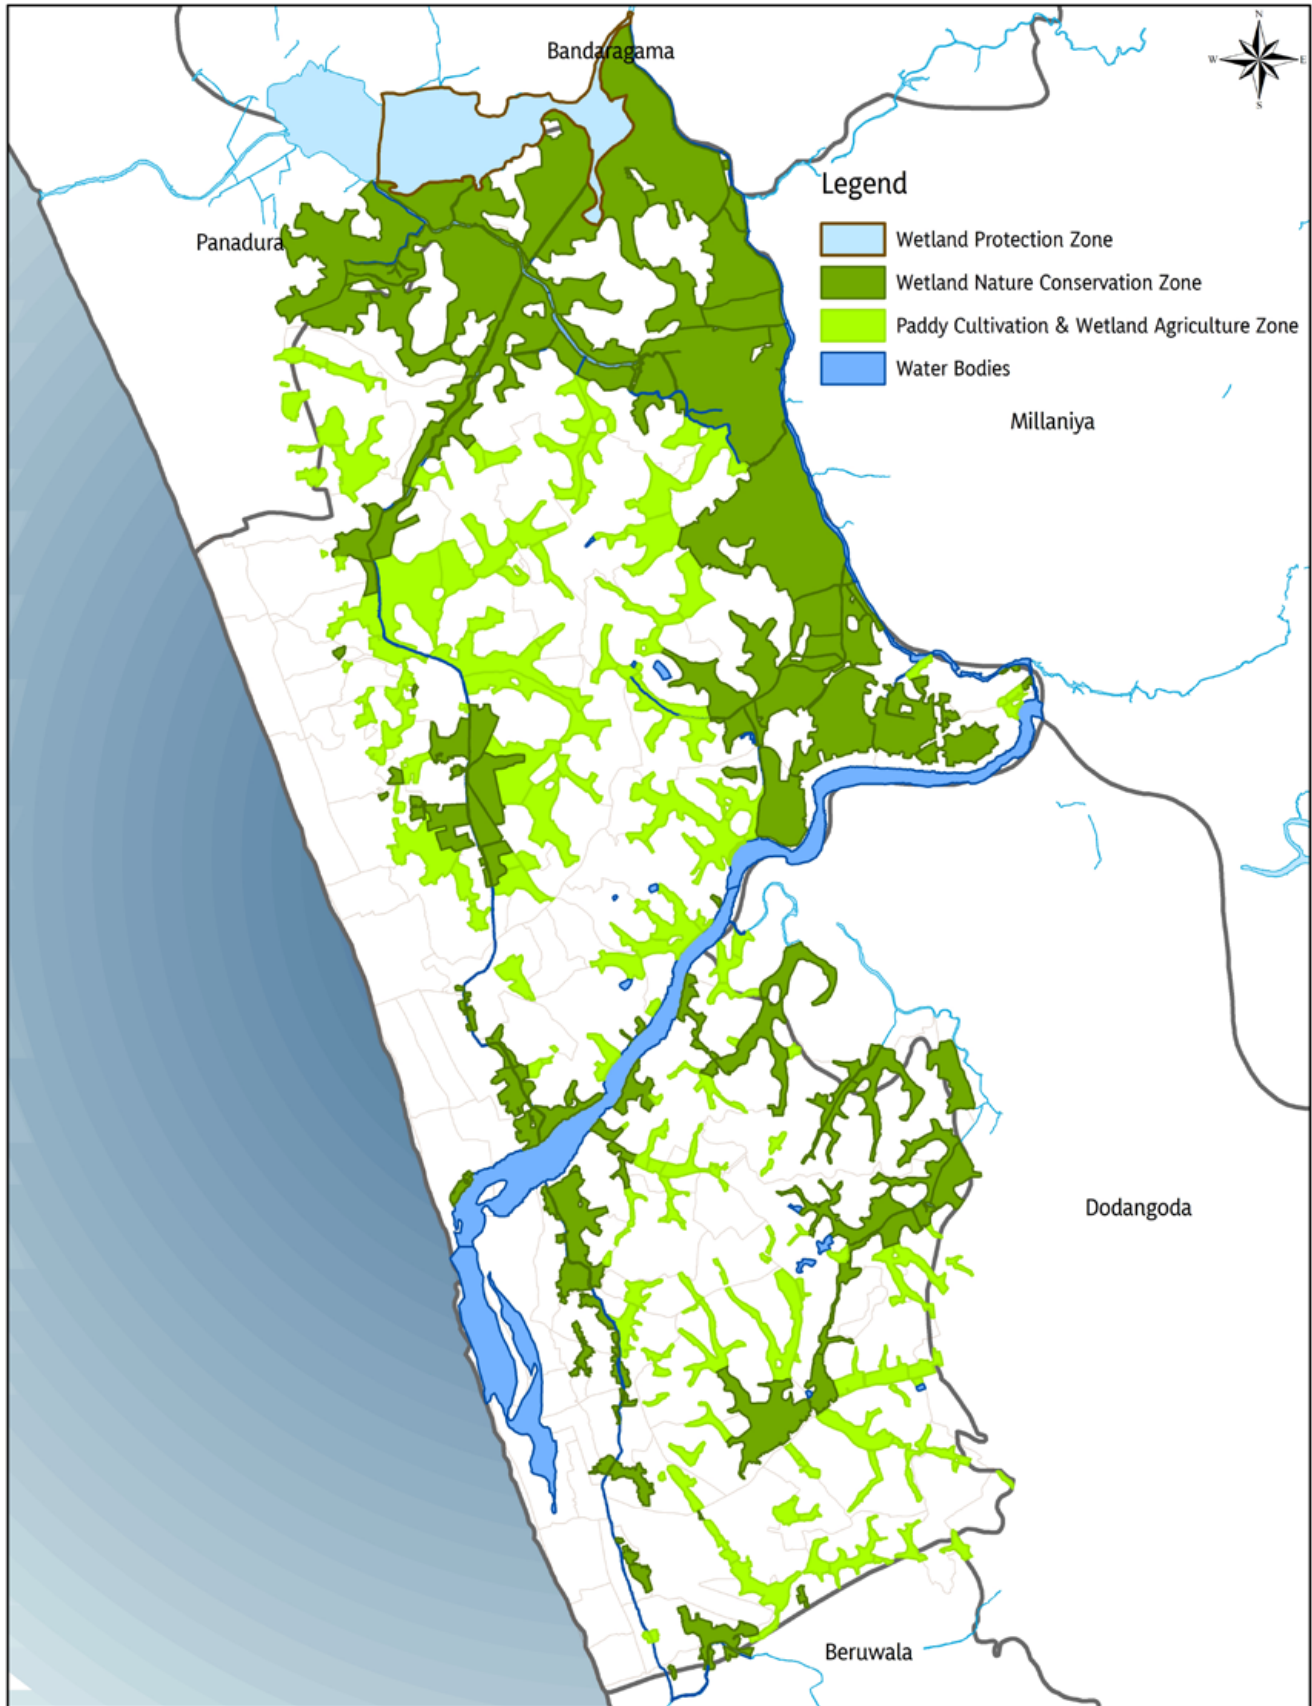 N
Bandaragama
W
E
S
Legend
Panadura
Wetland Protection Zone
Wetland Nature Conservation Zone
Paddy Cultivation & Wetland Agriculture Zone
Water Bodies
Millaniya
Dodangoda
Beruwala